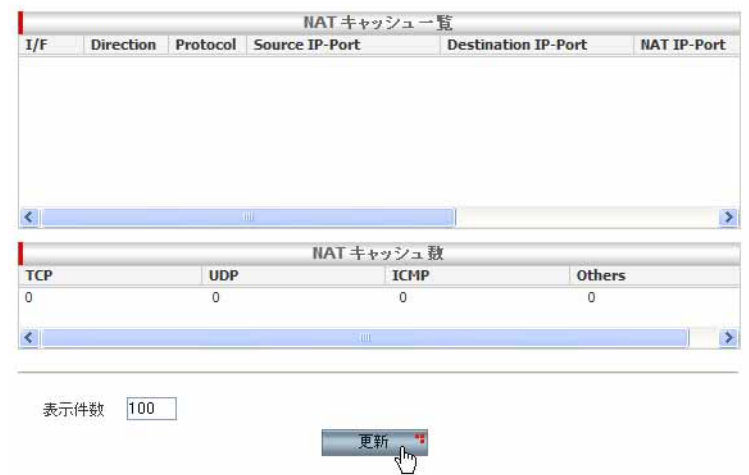 NAT キャッシュ一覧
I/F Direction Protocol Source IP-Port Destination IP-Port NAT IP-Port
NAT キャッシュ数
TCP UDP ICMP Others
0 0 0 0
表示件数 100
更新